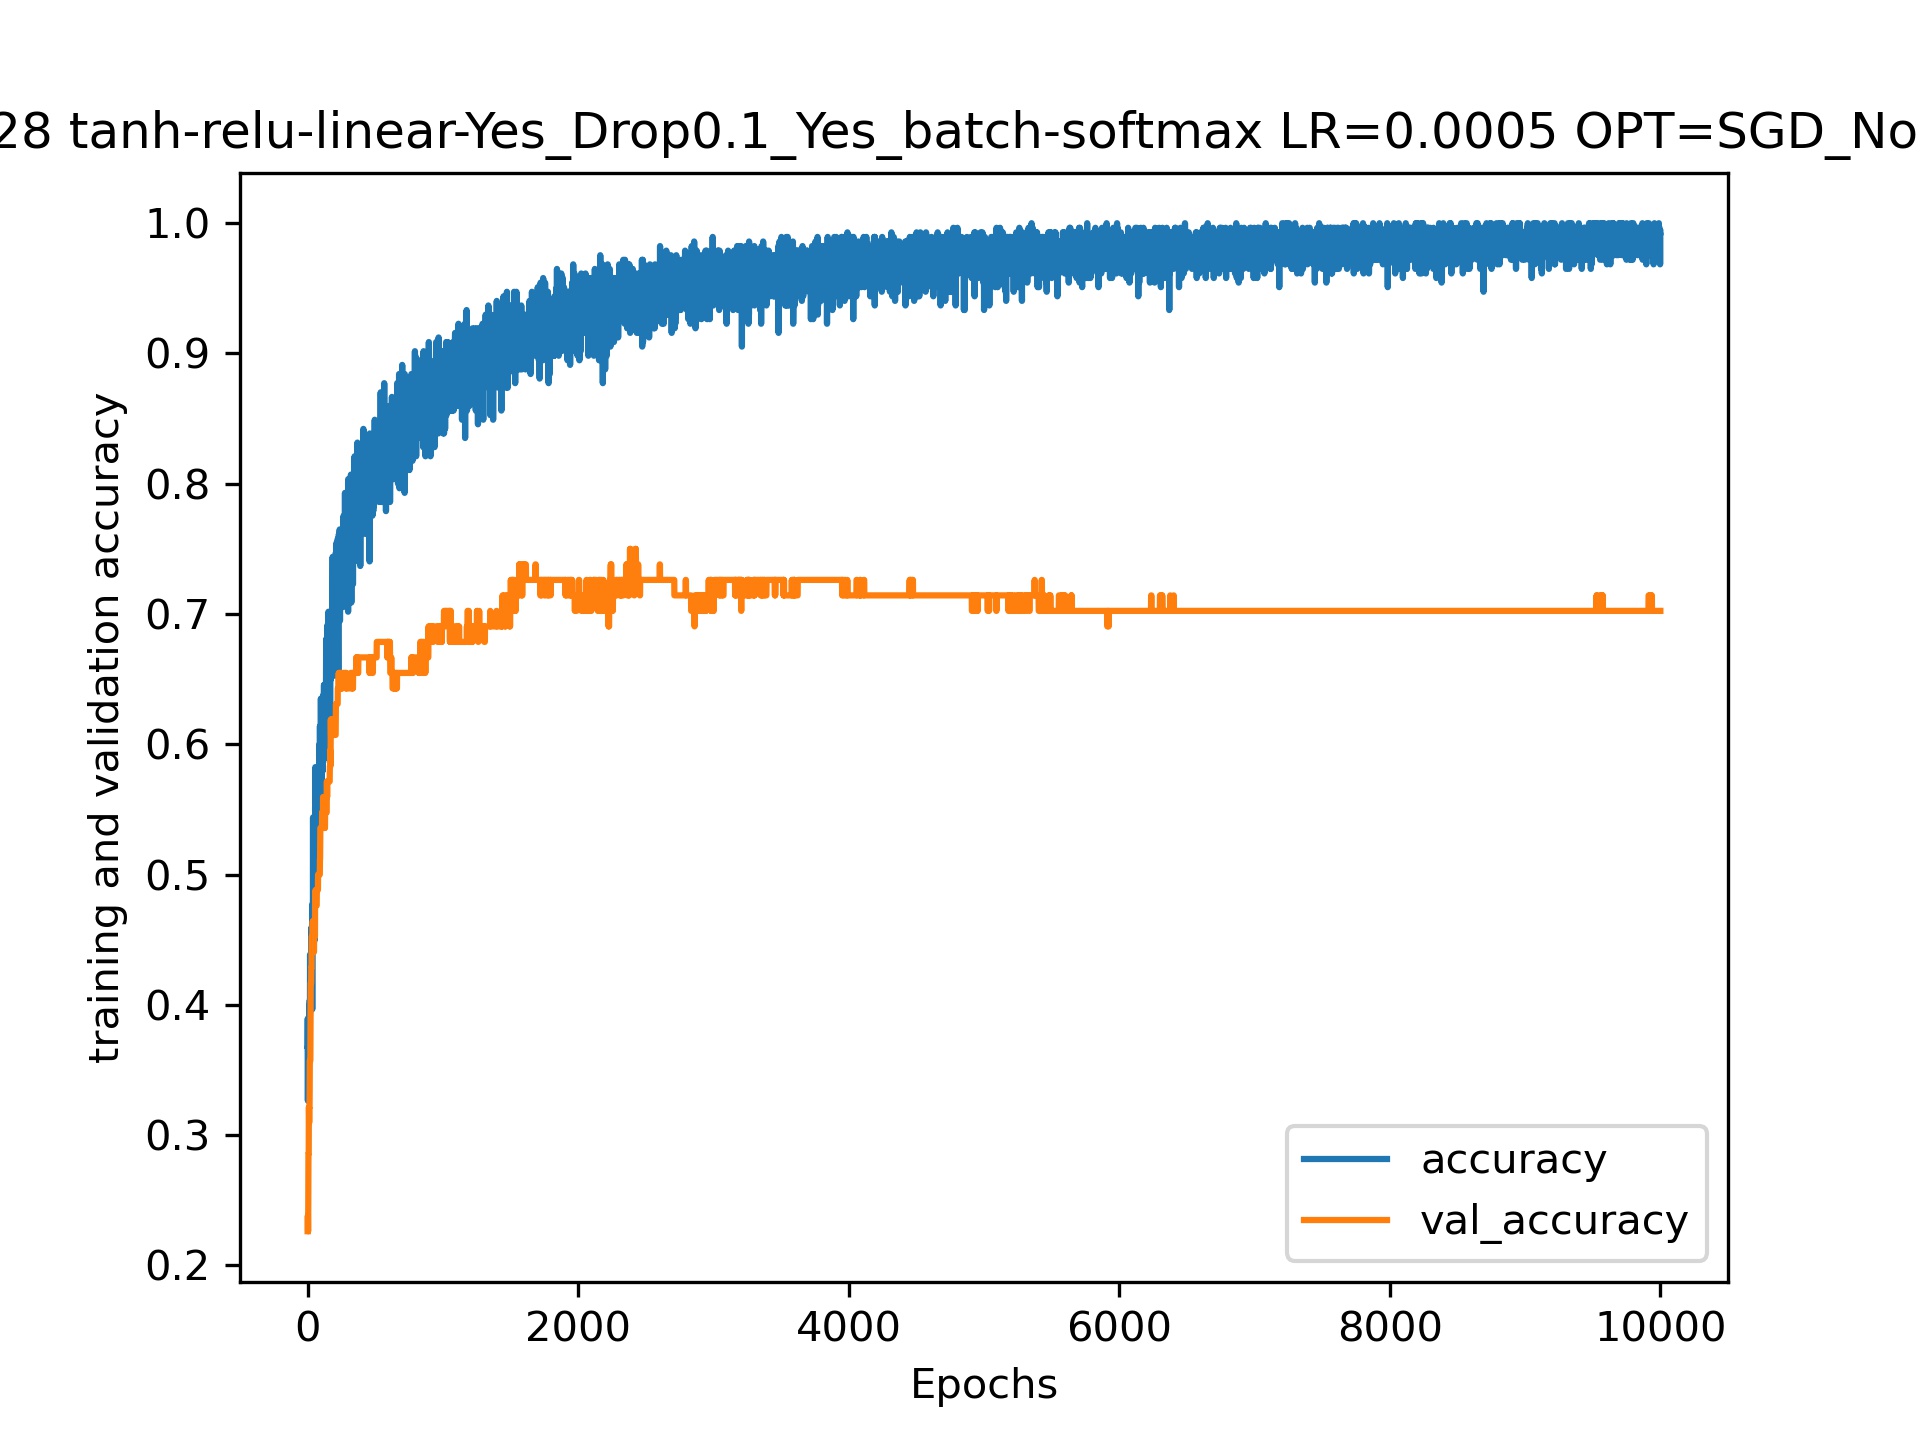 28 tanh-relu-linear-Yes_Drop0.1_Yes_batch-softmax LR=0.0005 OPT=SGD_No
training and validation accuracy
1.0
0.9
0.8
0.7
0.6
0.5
0.4
0.3
0.2
accuracy
val_accuracy
0 2000 4000 6000 8000 10000
Epochs